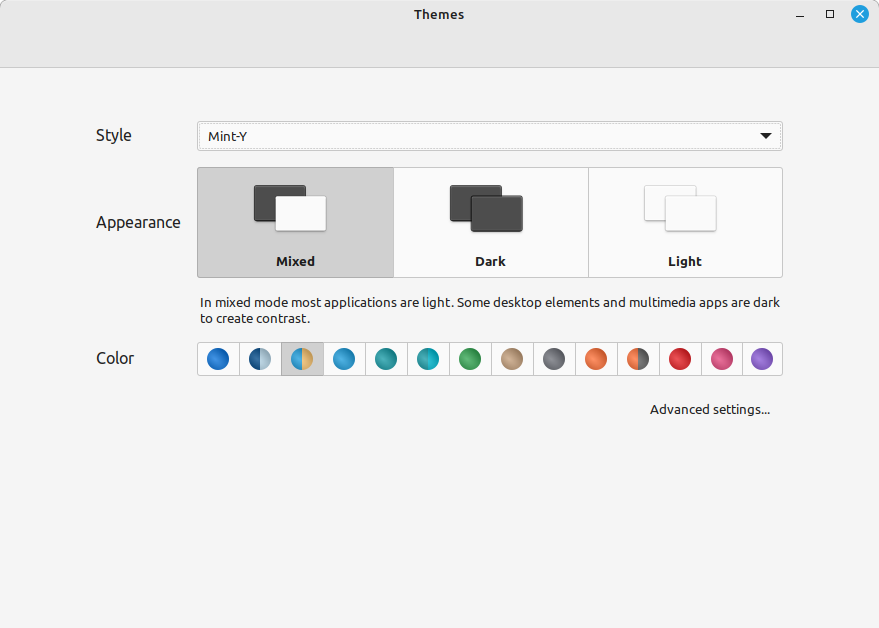 Themes
Style
Mint-Y
Appearance
Mixed
Dark
Light
In mixed mode most applications are light. Some desktop elements and multimedia apps are dark
to create contrast.
Color
Advanced settings...